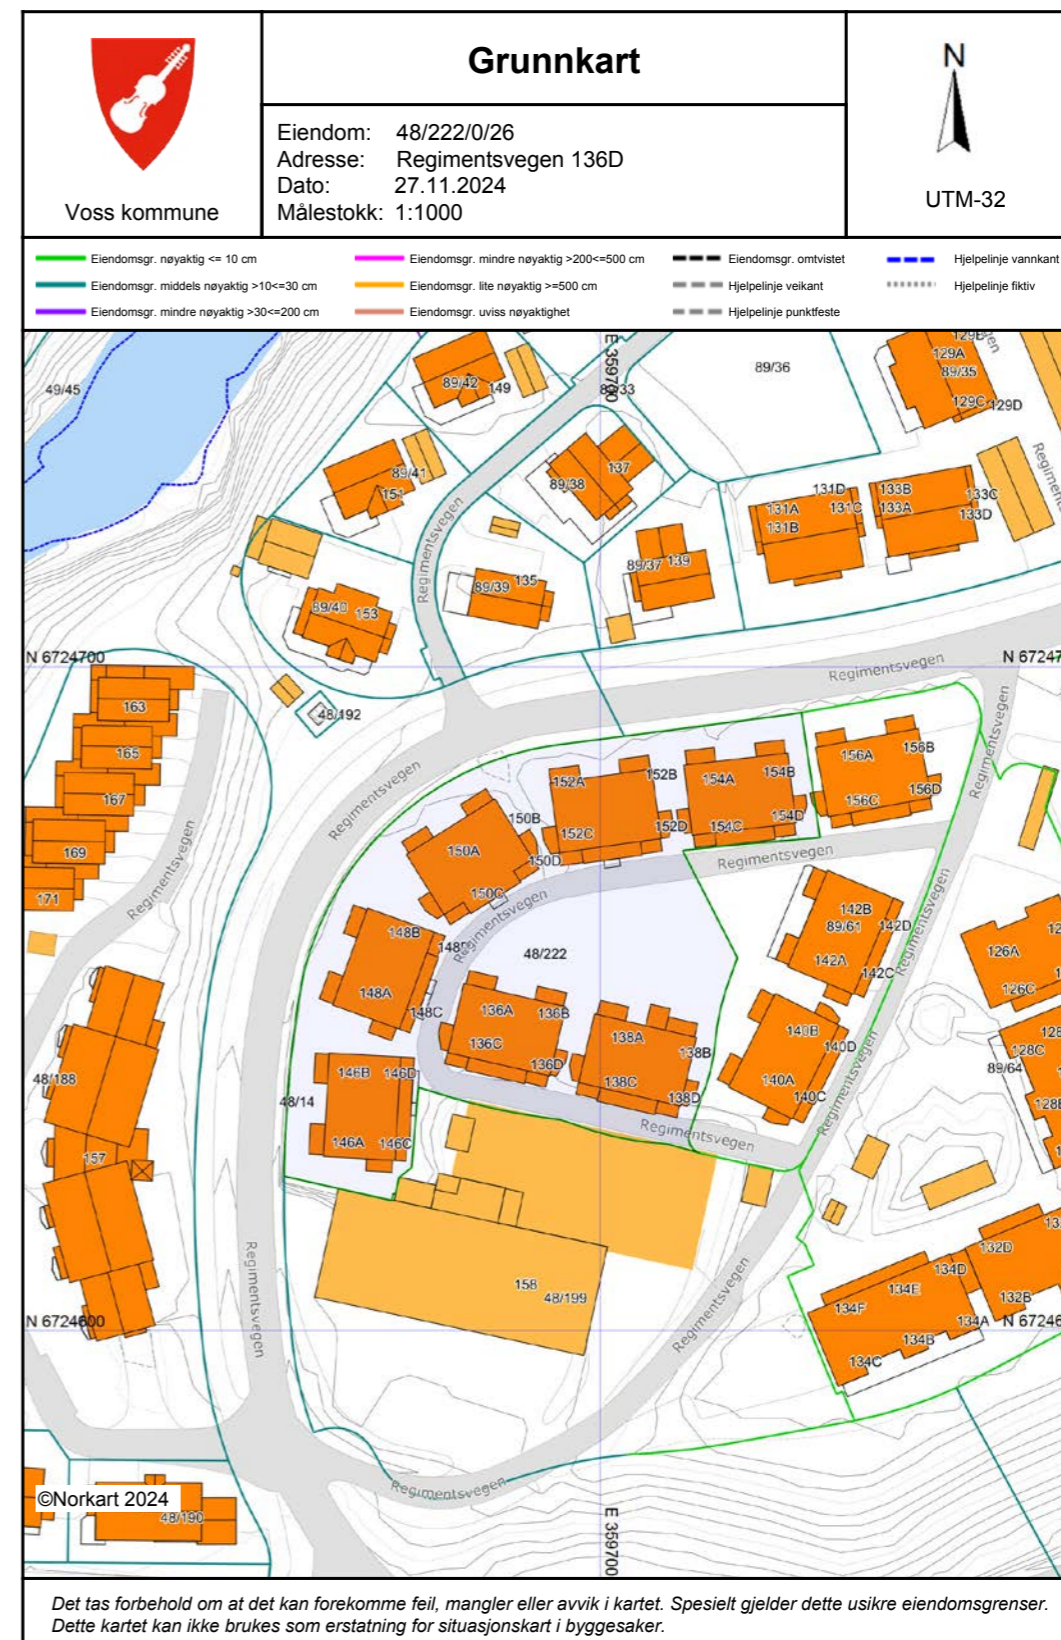 Grunnkart
Voss kommune
Eiendom: 48/222/0/26
Adresse: Regimentsvegen 136D
Dato: 27.11.2024
Målestokk: 1:1000
N
UTM-32
Eiendomsgr. nøyaktig <= 10 cm
Eiendomsgr. middels nøyaktig >10<=30 cm
Eiendomsgr. mindre nøyaktig >30<=200 cm
Eiendomsgr. mindre nøyaktig >200<=500 cm
Eiendomsgr. lite nøyaktig >=500 cm
Eiendomsgr. uviss nøyaktighet
Eiendomsgr. omtvistet
Hjelpelinje veikant
Hjelpelinje punktfeste
Hjelpelinje vannkant
Hjelpelinje fiktiv
49/45
89/42
149
E 359700
89/33
89/36
129B
129A
89/35
129C
129D
89/41
151
Regimentsvegen
89/38
137
131D
131A
131C
131B
133B
133A
133C
133D
89/40
153
89/39
135
89/37
139
N 6724700
Regimentsvegen
163
165
167
169
171
48/192
Regimentsvegen
Regimentsvegen
Regimentsvegen
152A
152B
152C
152D
154A
154B
154C
154D
156A
156B
156C
156D
150A
150B
150C
150D
Regimentsvegen
Regimentsvegen
148B
148A
148C
48/222
142B
89/61
142D
142A
142C
Regimentsvegen
126A
126C
136A
136B
136C
136D
138A
138B
138C
138D
140B
140D
140A
140C
128C
89/64
48/188
146B
146D
146A
146C
48/14
157
Regimentsvegen
Regimentsvegen
158
48/199
Regimentsvegen
Regimentsvegen
132D
132B
134D
134E
134F
134A
134B
134C
N 6724600
Regimentsvegen
48/190
E 359700
©Norkart 2024
Det tas forbehold om at det kan forekomme feil, mangler eller avvik i kartet. Spesielt gjelder dette usikre eiendomsgrenser.
Dette kartet kan ikke brukes som erstatning for situasjonskart i byggesaker.